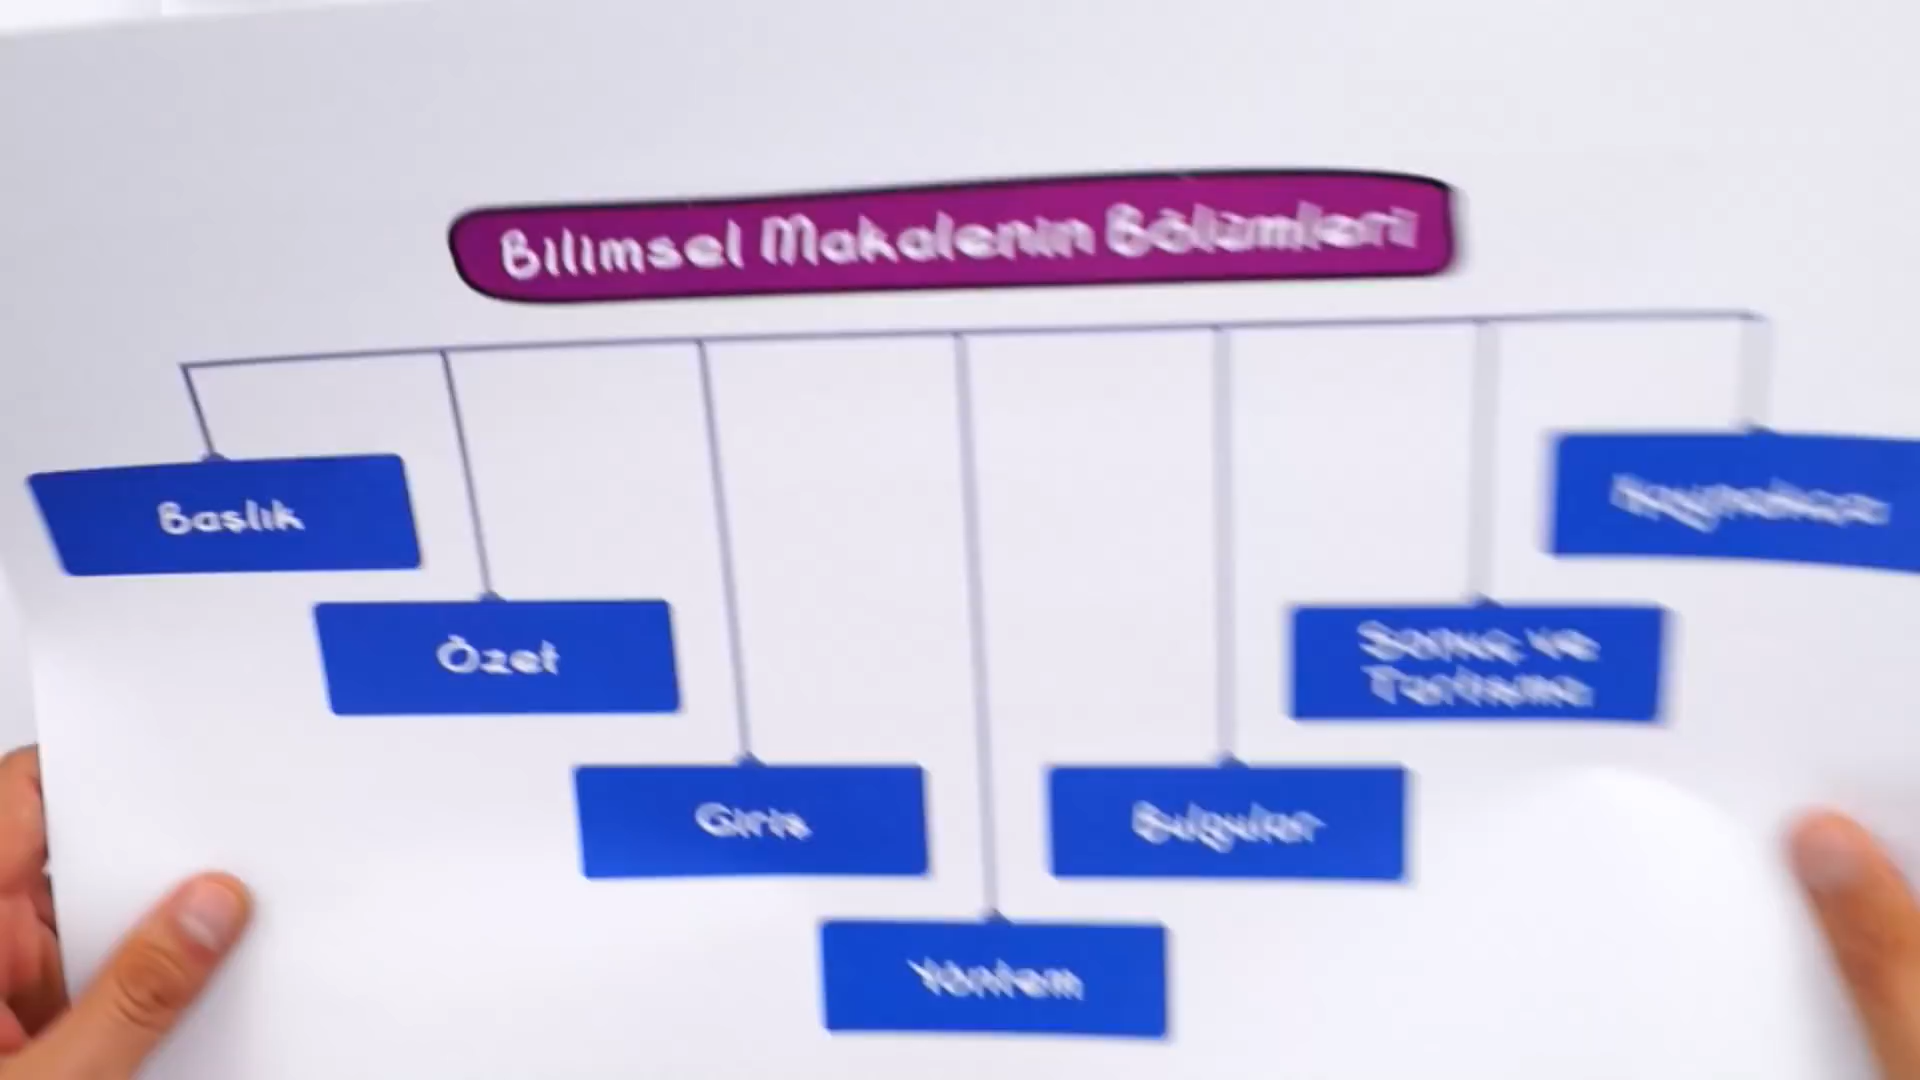 Bilimsel Makalenin Bölümleri
Başlık
Özet
Giriş
Yöntem
Bulgular
Sonuç ve
Tartışma
Kaynakça